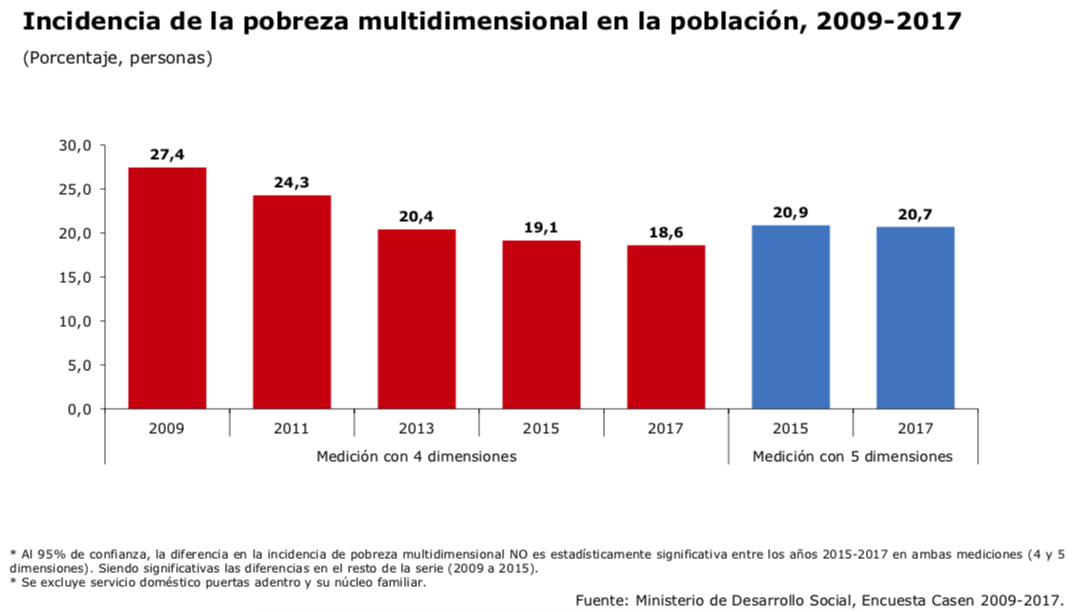 Incidencia de la pobreza multidimensional en la población, 2009-2017
(Porcentaje, personas)
30,0
25,0
20,0
15,0
10,0
5,0
0,0
27,4
24,3
20,4
19,1
18,6
20,9
20,7
2009 2011 2013 2015 2017 2015 2017
Medición con 4 dimensiones Medición con 5 dimensiones
* Al 95% de confianza, la diferencia en la incidencia de pobreza multidimensional NO es estadísticamente significativa entre los años 2015-2017 en ambas mediciones (4 y 5
dimensiones). Siendo significativas las diferencias en el resto de la serie (2009 a 2015).
* Se excluye servicio doméstico puertas adentro y su núcleo familiar.
Fuente: Ministerio de Desarrollo Social, Encuesta Casen 2009-2017.